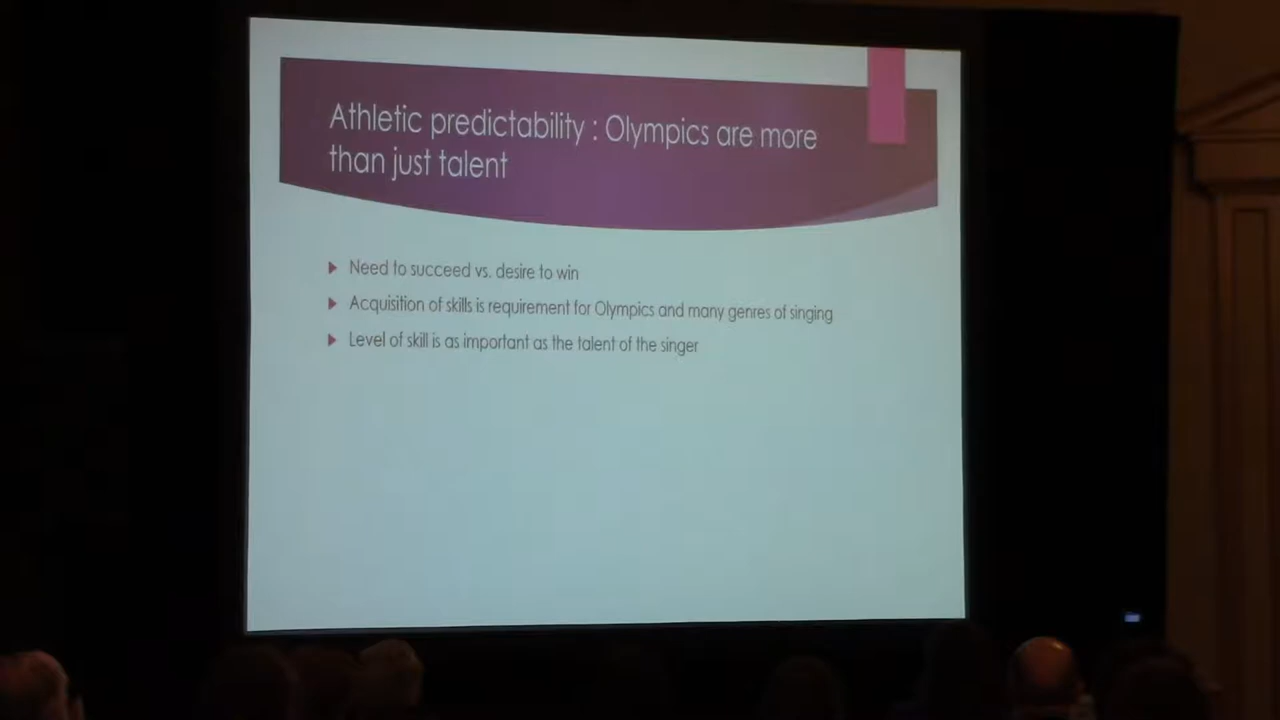 Athletic predictability : Olympics are more
than just talent
Need to succeed vs. desire to win
Acquisition of skills is requirement for Olympics and many genres of singing
Level of skill is as important as the talent of the singer